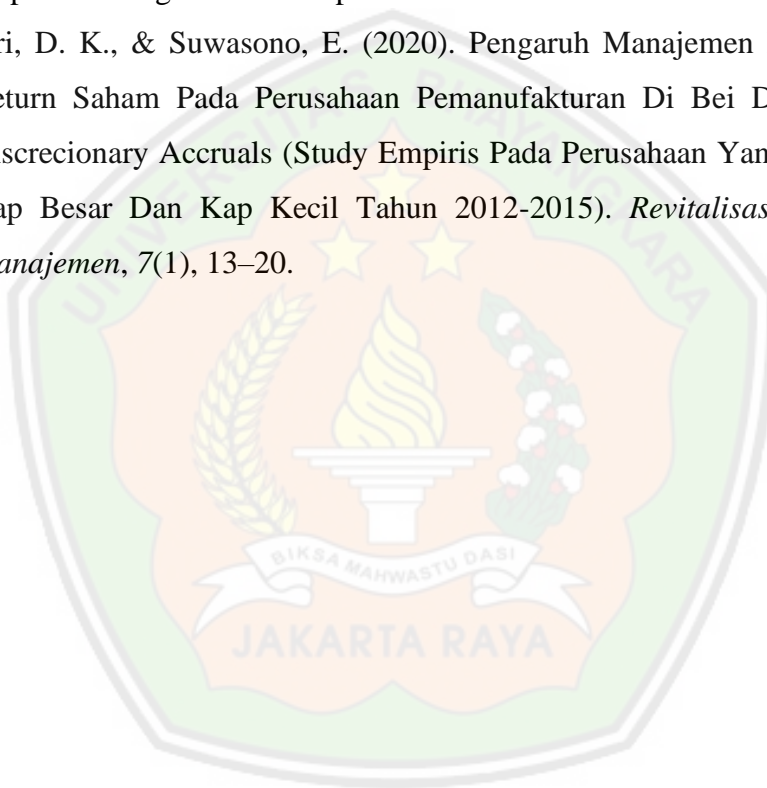 ri, D. K., & Suwasono, E. (2020). Pengaruh Manajemen
eturn Saham Pada Perusahaan Pemanufakturan Di Bei D
iscrecionary Accruals (Study Empiris Pada Perusahaan Yan
ap Besar Dan Kap Kecil Tahun 2012-2015). Revitalisas
anajemen, 7(1), 13–20.
UNIVERSITAS BHAYANGKARA
BIKSA MAHWASTU DASI
JAKARTA RAYA